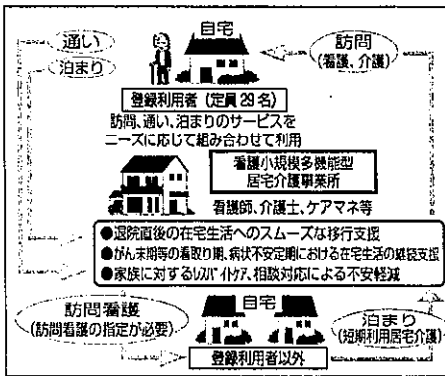 通い
泊まり
自宅
訪問
(看護、介護)
登録利用者(定員29名)
訪問、通い、泊まりのサービスを
ニーズに応じて組み合わせて利用
看護小規模多機能型
居宅介護事業所
看護師、介護士、ケアマネ等
●退院直後の在宅生活へのスムーズな移行支援
●がん末期等の看取り期、病状不安定期における在宅生活の継続支援
●家族に対するレスパイトケア、相談対応による不安軽減
訪問看護
(訪問看護の指定が必要)
自宅
登録利用者以外
泊まり
(短期利用居宅介護)